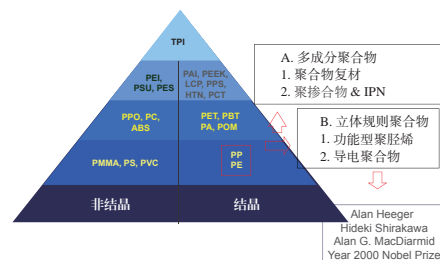 TPI
PEI,
PSU, PES
PAI, PEEK,
LCP, PPS,
HTN, PCT
PPO, PC,
ABS
PET, PBT
PA, POM
PMMA, PS, PVC
PP
PE
非结晶
结晶
A. 多成分聚合物
1. 聚合物复材
2. 聚掺合物 & IPN
B. 立体规则聚合物
1. 功能型聚胫烯
2. 导电聚合物
Alan Heeger
Hideki Shirakawa
Alan G. MacDiarmid
Year 2000 Nobel Prize